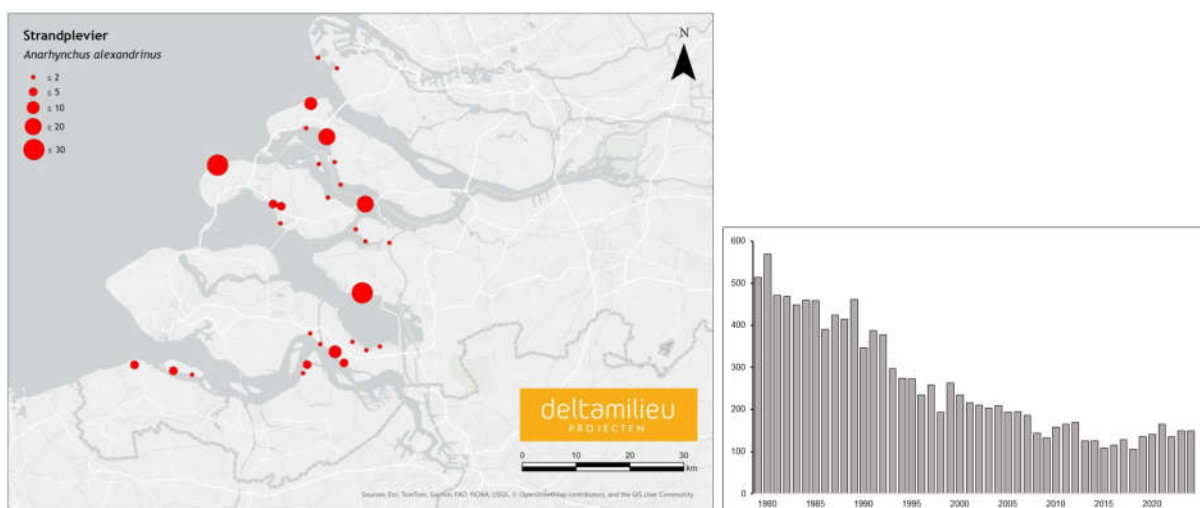 Strandplevier
Anarhynchus alexandrinus
≤ 2
≤ 5
≤ 10
≤ 20
≤ 30
N
deltamilieu
PROJECTEN
0 10 20 30
km
Sources: Esri, TomTom, Garmin, FAO, NOAA, USGS, © OpenStreetMap contributors, and the GIS User Community
600
500
400
300
200
100
0
1980 1985 1990 1995 2000 2005 2010 2015 2020